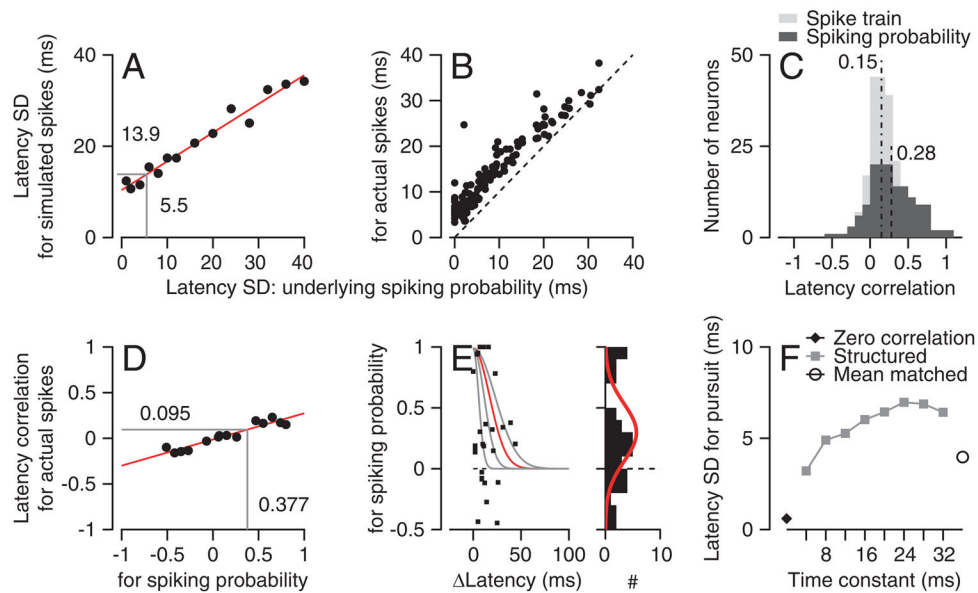 Spike train
Spiking probability
A
Latency SD
for simulated spikes (ms)
40
20
0
13.9
5.5
0 10 20 30 40
B
for actual spikes (ms)
40
30
20
10
0
0 10 20 30 40
Latency SD: underlying spiking probability (ms)
C
Number of neurons
50
25
0
0.15
0.28
-1 -0.5 0 0.5 1
Latency correlation
D
Latency correlation
for actual spikes
1
0.5
0
-0.5
-1
0.095
0.377
-1 -0.5 0 0.5 1
for spiking probability
E
for spiking probability
1
0.5
0
-0.5
0 50 100
ΔLatency (ms)
0 10
#
F
Zero correlation
Structured
Mean matched
Latency SD for pursuit (ms)
10
5
0
8 16 24 32
Time constant (ms)